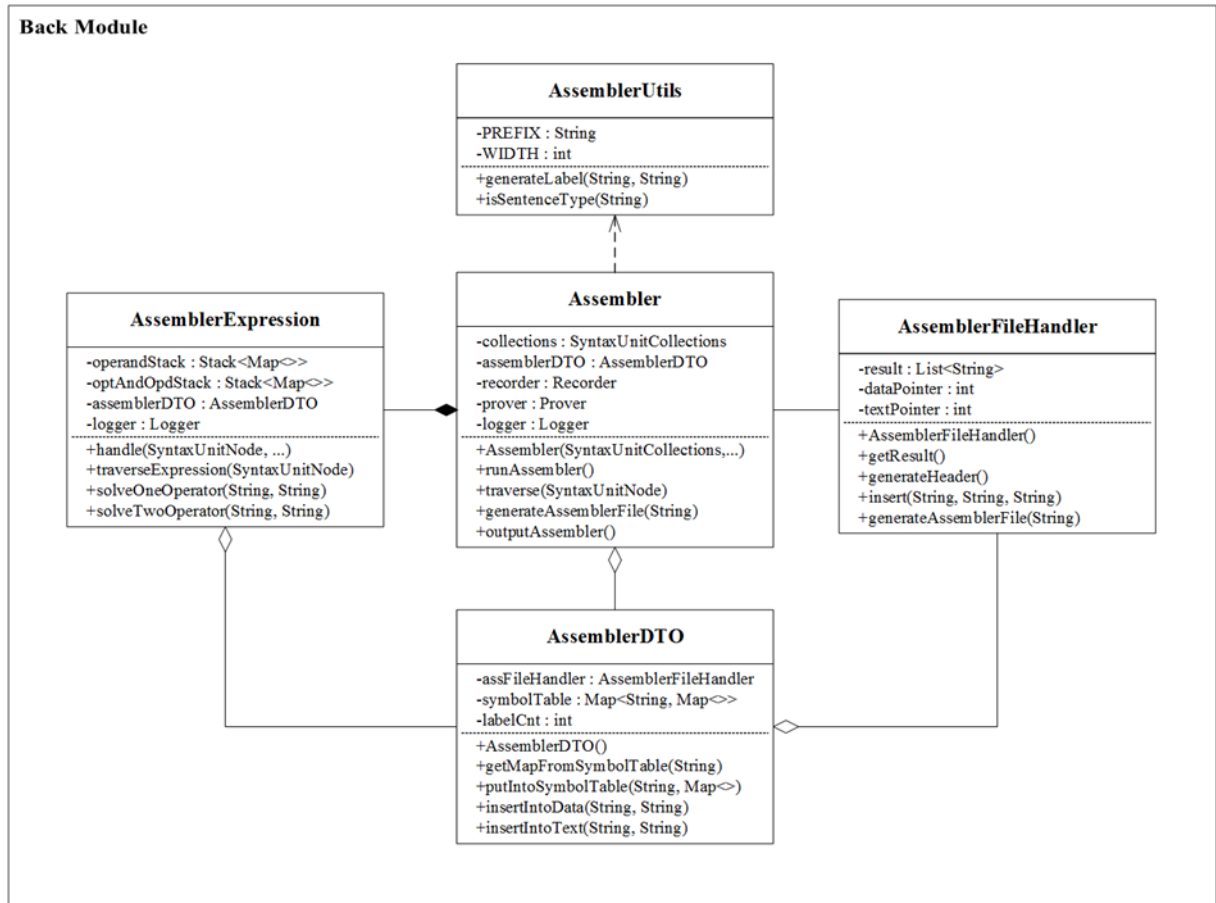 Back Module
AssemblerUtils
-PREFIX : String
-WIDTH : int
+generateLabel(String, String)
+isSentenceType(String)
AssemblerExpression
-operandStack : Stack<Map<>>
-optAndOpdStack : Stack<Map<>>
-assemblerDTO : AssemblerDTO
-logger : Logger
+handle(SyntaxUnitNode, ...)
+traverseExpression(SyntaxUnitNode)
+solveOneOperator(String, String)
+solveTwoOperator(String, String)
Assembler
-collections : SyntaxUnitCollections
-assemblerDTO : AssemblerDTO
-recorder : Recorder
-prover : Prover
-logger : Logger
+Assembler(SyntaxUnitCollections,...)
+runAssembler()
+traverse(SyntaxUnitNode)
+generateAssemblerFile(String)
+outputAssembler()
AssemblerFileHandler
-result : List<String>
-dataPointer : int
-textPointer : int
+AssemblerFileHandler()
+getResult()
+generateHeader()
+insert(String, String, String)
+generateAssemblerFile(String)
AssemblerDTO
-assFileHandler : AssemblerFileHandler
-symbolTable : Map<String, Map<>>
-labelCnt : int
+AssemblerDTO()
+getMapFromSymbolTable(String)
+putIntoSymbolTable(String, Map<>)
+insertIntoData(String, String)
+insertIntoText(String, String)